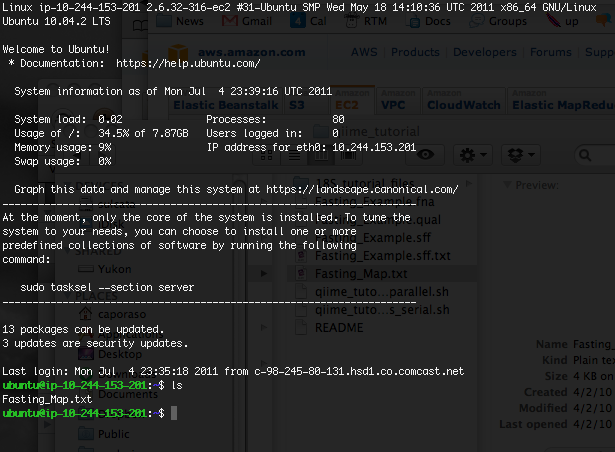 Linux ip-10-244-153-201 2.6.32-316-ec2 #31-Ubuntu SMP Wed May 18 14:10:36 UTC 2011 x86_64 GNU/Linux
Ubuntu 10.04.2 LTS
News
Gmail
Cal
RTM
Docs
Groups
up
Welcome to Ubuntu!
* Documentation:  https://help.ubuntu.com/
aws.amazon.com
AWS
Products
Developers
Community
Support
System information as of Mon Jul  4 23:39:16 UTC 2011
Amazon
Elastic Beanstalk
Amazon
S3
Amazon
EC2
Amazon
VPC
Amazon
CloudWatch
Amazon
Elastic MapRedu
System load:  0.02              Processes:           80
Usage of /:   34.5% of 7.87GB   Users logged in:     0
Memory usage: 9%                IP address for eth0: 10.244.153.201
Swap usage:   0%
qiime_tutorial
Graph this data and manage this system at https://landscape.canonical.com/
---------------------------------------------------------------------
At the moment, only the core of the system is installed. To tune the
system to your needs, you can choose to install one or more
predefined collections of software by running the following
command:
sudo tasksel --section server
---------------------------------------------------------------------
13 packages can be updated.
3 updates are security updates.
Last login: Mon Jul  4 23:35:18 2011 from c-98-245-80-131.hsd1.co.comcast.net
ubuntu@ip-10-244-153-201:~$ ls
Fasting_Map.txt
ubuntu@ip-10-244-153-201:~$
SHARED
Yukon
PLACES
caporaso
Desktop
Documents
Public
18S_tutorial_files
Fasting_Example.fna
Fasting_Example.qual
Fasting_Example.sff
Fasting_Example.sff.txt
Fasting_Map.txt
qiime_tuto...parallel.sh
qiime_tuto...s_serial.sh
README
Preview:
Name Fasting_
Kind Plain te
Size 4 KB on
Created 4/2/10
Modified 4/2/10
Last opened 4/2/10